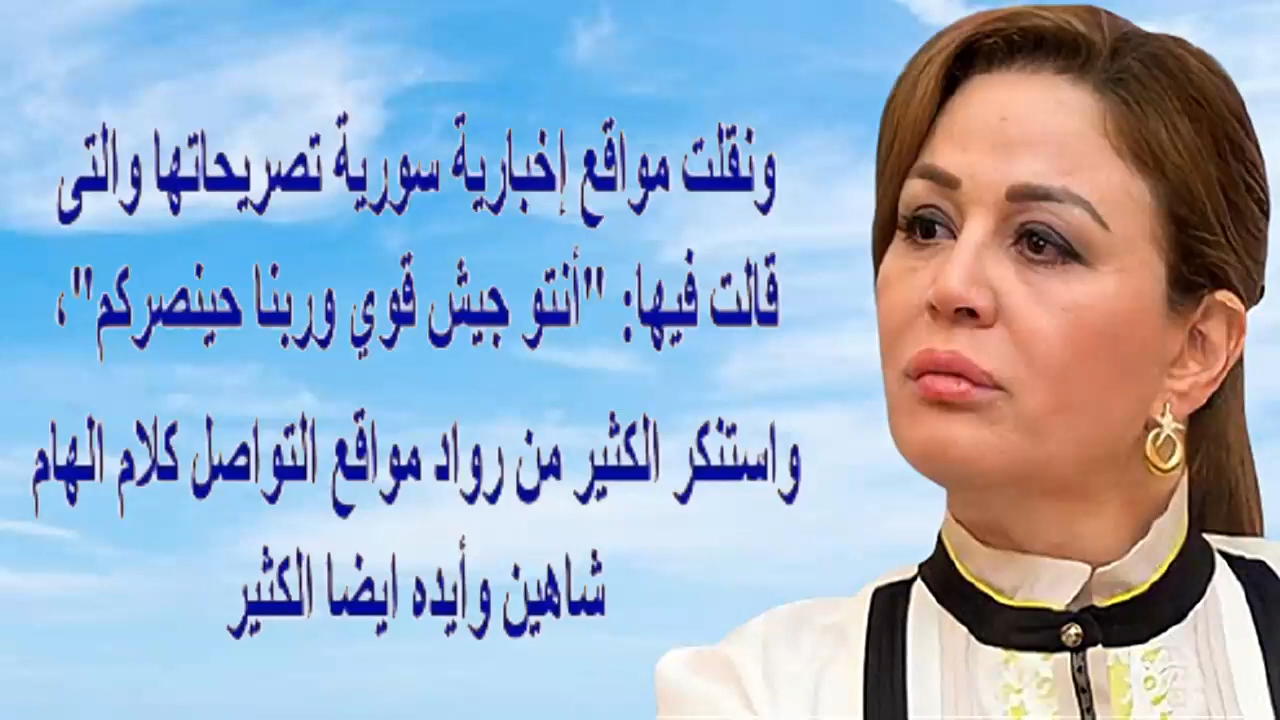 ونقلت مواقع إخبارية سورية تصريحاتها والتى
قالت فيها: "أنتو جيش قوي وربنا حينصركم"،
واستنكر الكثير من رواد مواقع التواصل كلام الهام
شاهين وأيده ايضا الكثير